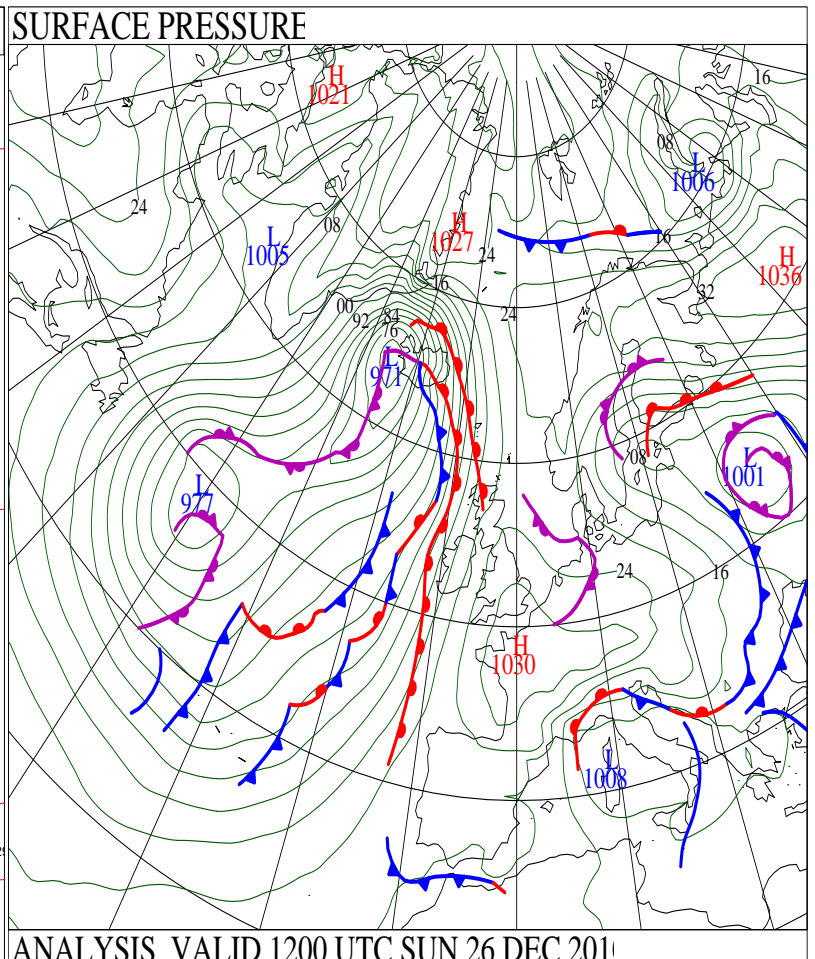 SURFACE PRESSURE
H
1021
16
08
L
1006
24
08
H
1027
L
1005
24
16
H
1036
16
32
00
92
84
76
24
L
971
08
L
1001
L
977
24
16
H
1030
L
1008
ANALYSIS VALID 1200 UTC SUN 26 DEC 201